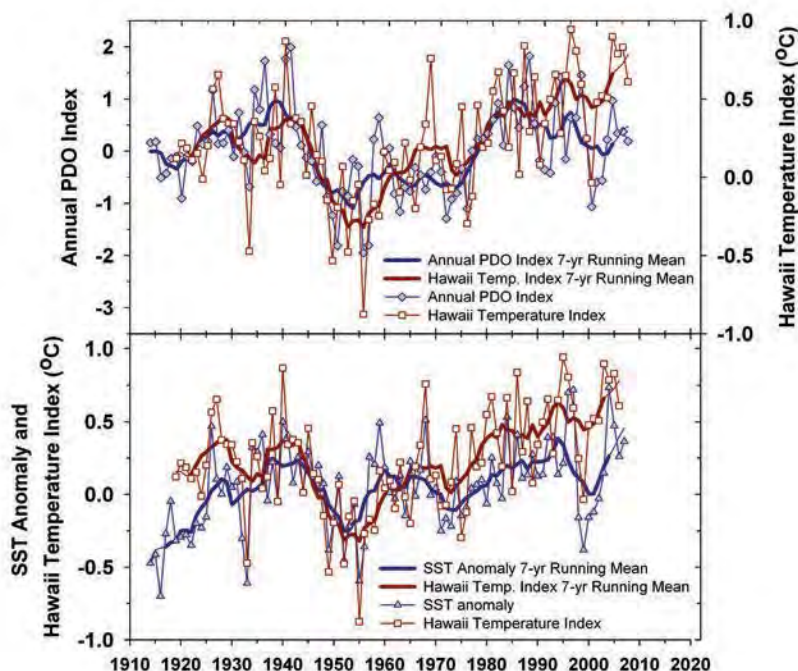 2
1
0
-1
-2
-3
Annual PDO Index
1.0
0.5
0.0
-0.5
-1.0
Hawaii Temperature Index (°C)
Annual PDO Index 7-yr Running Mean
Hawaii Temp. Index 7-yr Running Mean
Annual PDO Index
Hawaii Temperature Index
1.0
0.5
0.0
-0.5
-1.0
SST Anomaly and
Hawaii Temperature Index (°C)
SST Anomaly 7-yr Running Mean
Hawaii Temp. Index 7-yr Running Mean
SST anomaly
Hawaii Temperature Index
1910 1920 1930 1940 1950 1960 1970 1980 1990 2000 2010 2020